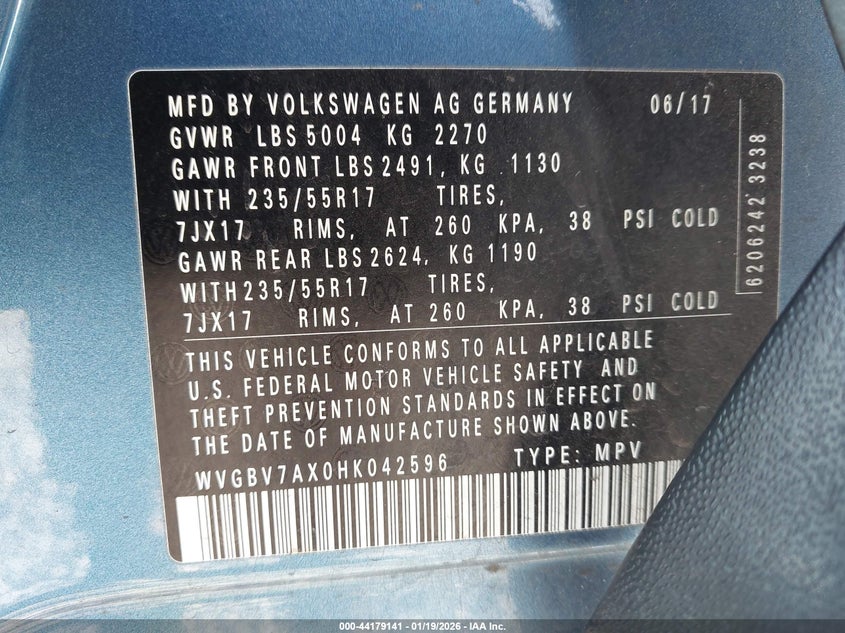 MFD BY VOLKSWAGEN AG GERMANY 06/17
GVWR LBS 5004 KG 2270
GAWR FRONT LBS 2491, KG 1130
WITH 235/55R17 TIRES,
7JX17 RIMS, AT 260 KPA, 38 PSI COLD
GAWR REAR LBS 2624, KG 1190
WITH 235/55R17 TIRES,
7JX17 RIMS, AT 260 KPA, 38 PSI COLD
THIS VEHICLE CONFORMS TO ALL APPLICABLE
U.S. FEDERAL MOTOR VEHICLE SAFETY AND
THEFT PREVENTION STANDARDS IN EFFECT ON
THE DATE OF MANUFACTURE SHOWN ABOVE.
WVGBV7AX0HK042596 TYPE: MPV
6206242 3238
000-44179141 - 01/19/2026 - IAA Inc.